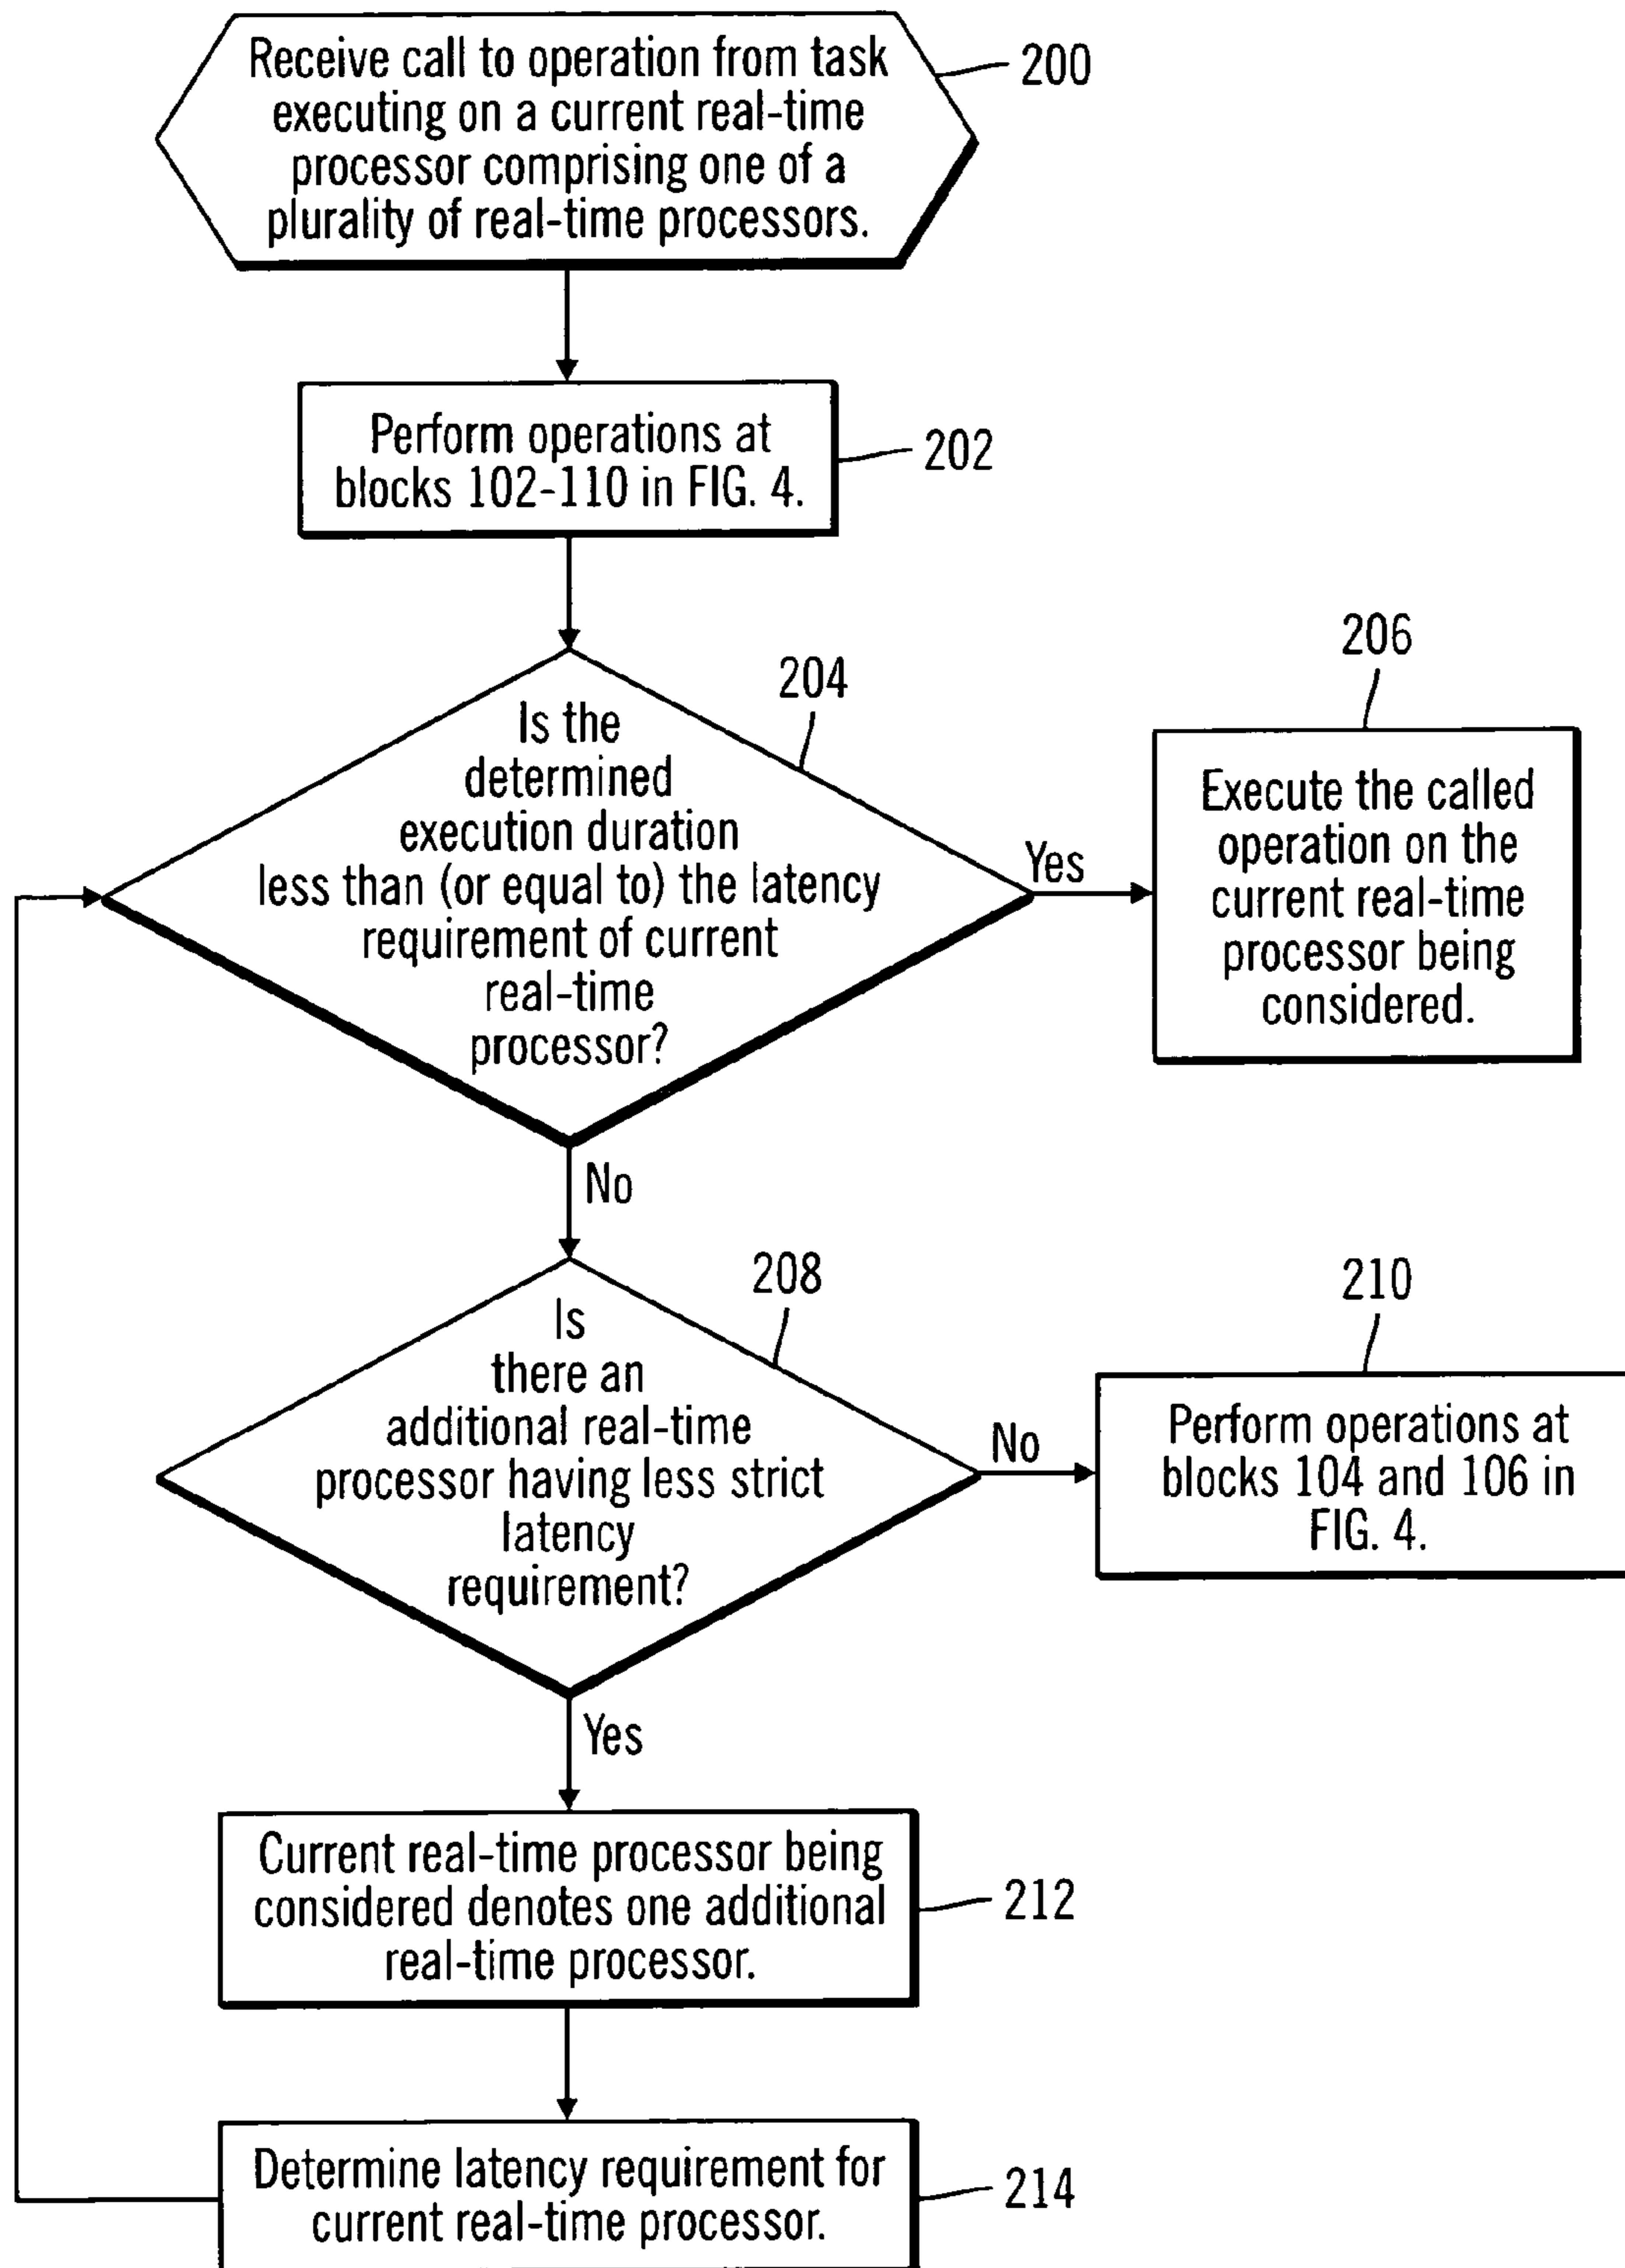 Receive call to operation from task
executing on a current real-time
processor comprising one of a
plurality of real-time processors.
200
Perform operations at
blocks 102-110 in FIG. 4.
202
204
Is the
determined
execution duration
less than (or equal to) the latency
requirement of current
real-time
processor?
Yes
206
Execute the called
operation on the
current real-time
processor being
considered.
No
208
Is
there an
additional real-time
processor having less strict
latency
requirement?
No
210
Perform operations at
blocks 104 and 106 in
FIG. 4.
Yes
Current real-time processor being
considered denotes one additional
real-time processor.
212
Determine latency requirement for
current real-time processor.
214